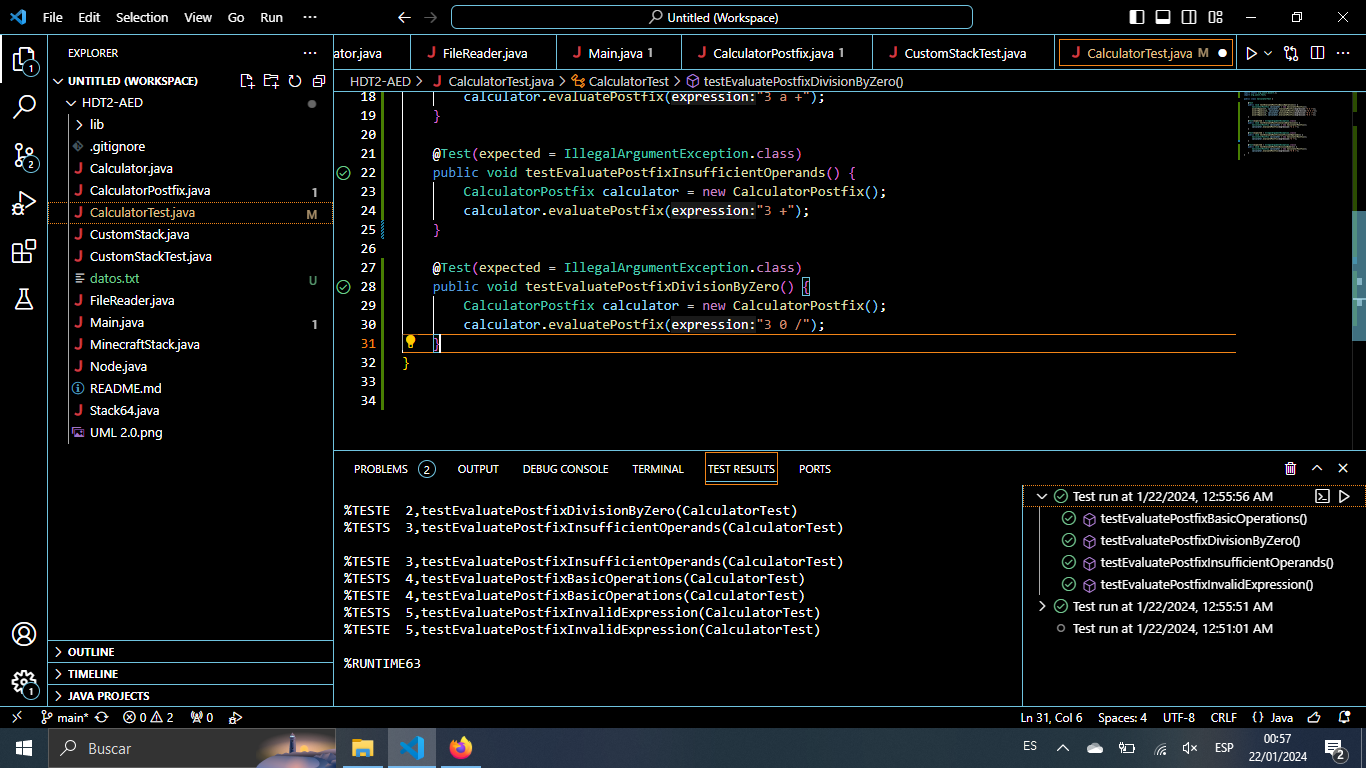 File Edit Selection View Go Run ··· Untitled (Workspace)
EXPLORER ···
ator.java FileReader.java Main.java 1 CalculatorPostfix.java 1 CustomStackTest.java CalculatorTest.java M
UNTITLED (WORKSPACE)
HDT2-AED
lib
.gitignore
Calculator.java
CalculatorPostfix.java 1
CalculatorTest.java M
CustomStack.java
CustomStackTest.java
datos.txt U
FileReader.java
Main.java 1
MinecraftStack.java
Node.java
README.md
Stack64.java
UML 2.0.png
OUTLINE
TIMELINE
JAVA PROJECTS
1
2
1
HDT2-AED > CalculatorTest.java > CalculatorTest > testEvaluatePostfixDivisionByZero()
18 calculator.evaluatePostfix(expression:"3 a +");
19 }
20
21 @Test(expected = IllegalArgumentException.class)
22 public void testEvaluatePostfixInsufficientOperands() {
23 CalculatorPostfix calculator = new CalculatorPostfix();
24 calculator.evaluatePostfix(expression:"3 +");
25 }
26
27 @Test(expected = IllegalArgumentException.class)
28 public void testEvaluatePostfixDivisionByZero() {
29 CalculatorPostfix calculator = new CalculatorPostfix();
30 calculator.evaluatePostfix(expression:"3 0 /");
31 }
32 }
33
34
PROBLEMS 2 OUTPUT DEBUG CONSOLE TERMINAL TEST RESULTS PORTS
%TESTE 2,testEvaluatePostfixDivisionByZero(CalculatorTest)
%TESTS 3,testEvaluatePostfixInsufficientOperands(CalculatorTest)
%TESTE 3,testEvaluatePostfixInsufficientOperands(CalculatorTest)
%TESTS 4,testEvaluatePostfixBasicOperations(CalculatorTest)
%TESTE 4,testEvaluatePostfixBasicOperations(CalculatorTest)
%TESTS 5,testEvaluatePostfixInvalidExpression(CalculatorTest)
%TESTE 5,testEvaluatePostfixInvalidExpression(CalculatorTest)
%RUNTIME63
Test run at 1/22/2024, 12:55:56 AM
testEvaluatePostfixBasicOperations()
testEvaluatePostfixDivisionByZero()
testEvaluatePostfixInsufficientOperands()
testEvaluatePostfixInvalidExpression()
Test run at 1/22/2024, 12:55:51 AM
Test run at 1/22/2024, 12:51:01 AM
main* 0 2 0 Ln 31, Col 6 Spaces: 4 UTF-8 CRLF {} Java
Buscar ES ESP 00:57
22/01/2024
2